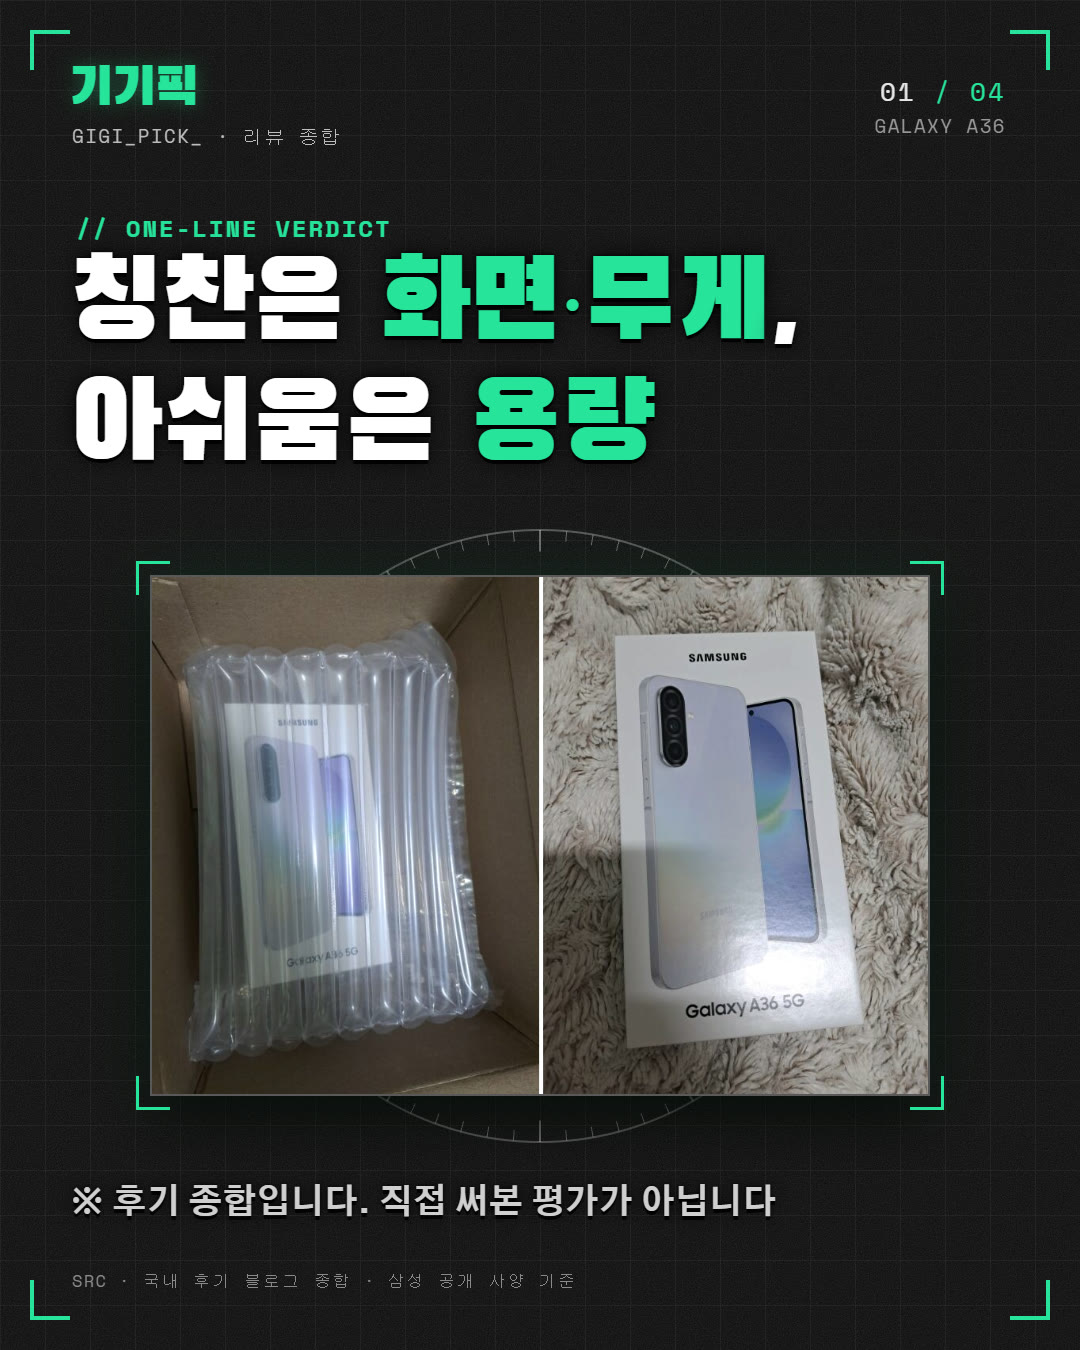 기기픽
GIGI_PICK_ · 리뷰 종합
01 / 04
GALAXY A36
// ONE-LINE VERDICT
칭찬은 화면·무게,
아쉬움은 용량
SAMSUNG
Galaxy A36 5G
SAMSUNG
SAMSUNG
Galaxy A36 5G
※ 후기 종합입니다. 직접 써본 평가가 아닙니다
SRC · 국내 후기 블로그 종합 · 삼성 공개 사양 기준